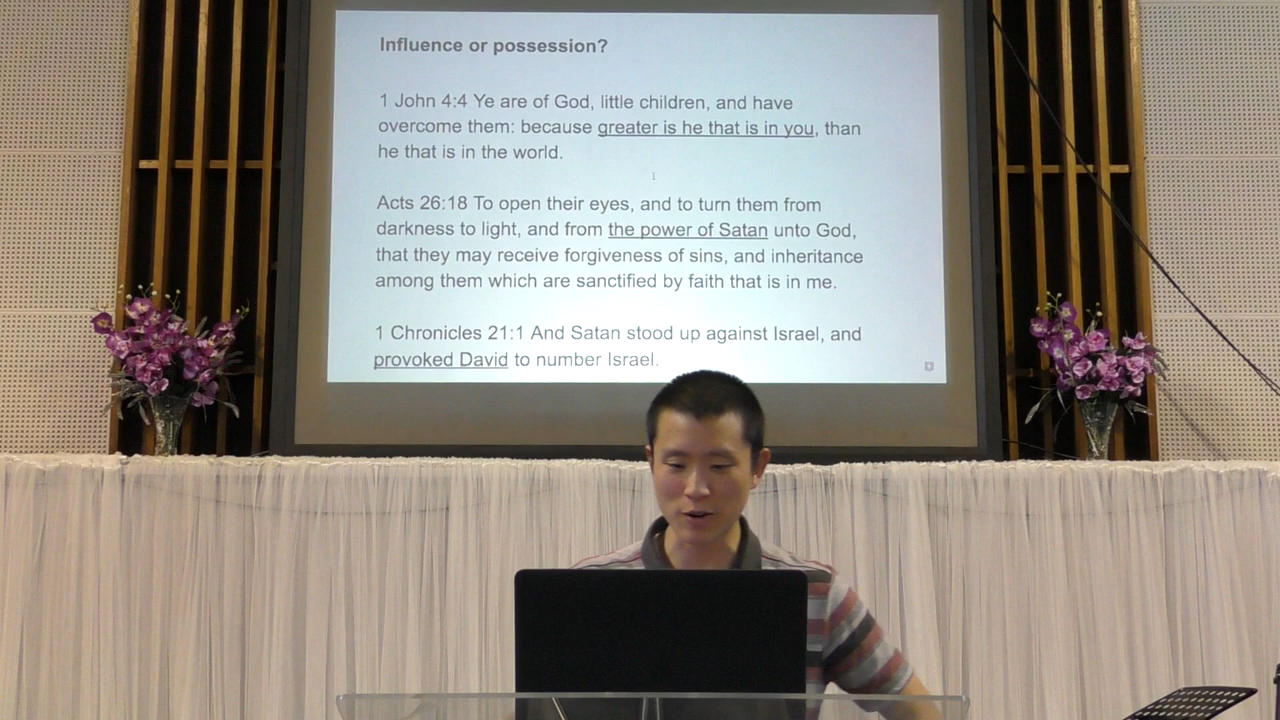 Influence or possession?
1 John 4:4 Ye are of God, little children, and have
overcome them: because greater is he that is in you, than
he that is in the world.
Acts 26:18 To open their eyes, and to turn them from
darkness to light, and from the power of Satan unto God,
that they may receive forgiveness of sins, and inheritance
among them which are sanctified by faith that is in me.
1 Chronicles 21:1 And Satan stood up against Israel, and
provoked David to number Israel.